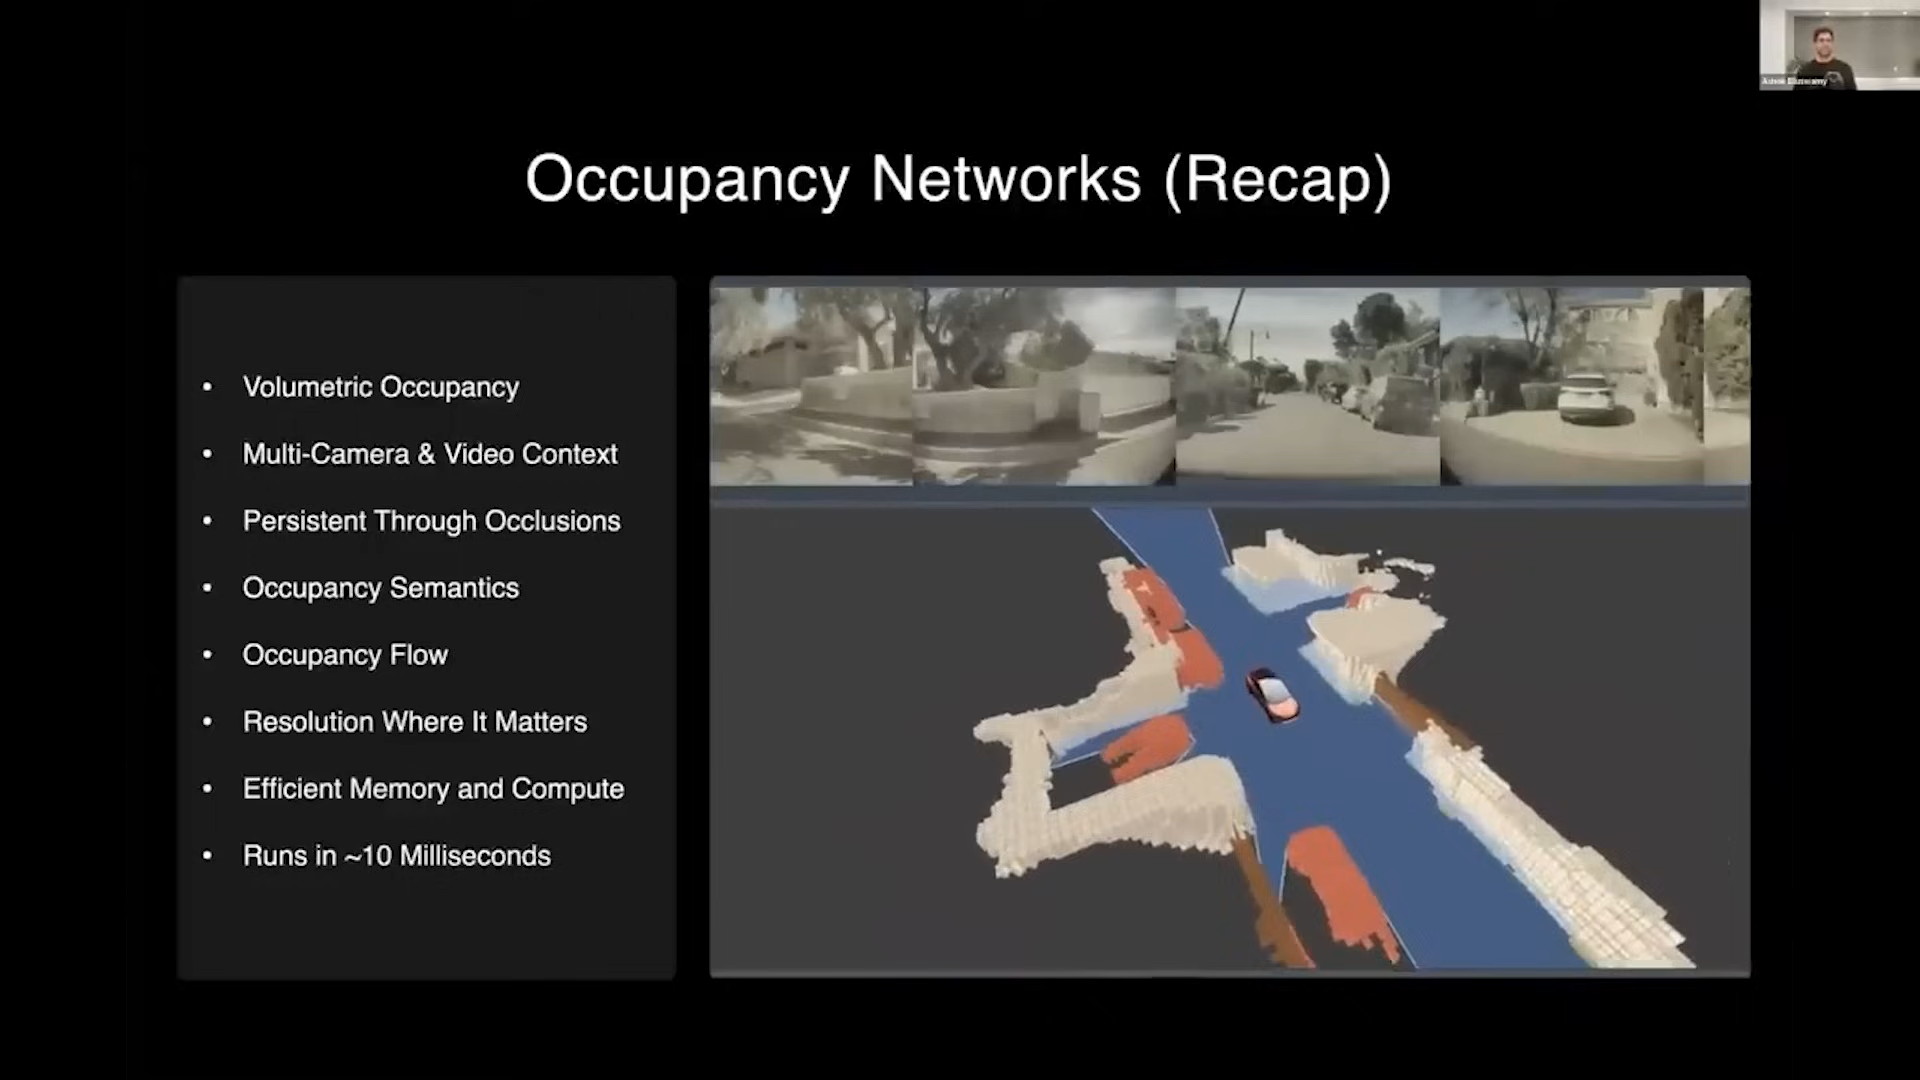 Occupancy Networks (Recap)
• Volumetric Occupancy
• Multi-Camera & Video Context
• Persistent Through Occlusions
• Occupancy Semantics
• Occupancy Flow
• Resolution Where It Matters
• Efficient Memory and Compute
• Runs in ~10 Milliseconds